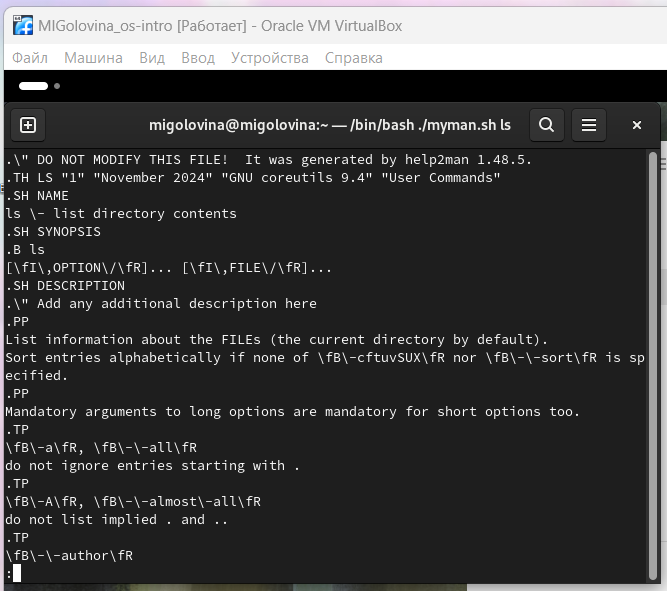 MIGolovina_os-intro [Работает] - Oracle VM VirtualBox
Файл Машина Вид Ввод Устройства Справка
migolovina@migolovina:~ — /bin/bash ./myman.sh ls
.\" DO NOT MODIFY THIS FILE!  It was generated by help2man 1.48.5.
.TH LS "1" "November 2024" "GNU coreutils 9.4" "User Commands"
.SH NAME
ls \- list directory contents
.SH SYNOPSIS
.B ls
[\fI\,OPTION\/\fR]... [\fI\,FILE\/\fR]...
.SH DESCRIPTION
.\" Add any additional description here
.PP
List information about the FILEs (the current directory by default).
Sort entries alphabetically if none of \fB\-cftuvSUX\fR nor \fB\-\-sort\fR is sp
ecified.
.PP
Mandatory arguments to long options are mandatory for short options too.
.TP
\fB\-a\fR, \fB\-\-all\fR
do not ignore entries starting with .
.TP
\fB\-A\fR, \fB\-\-almost\-all\fR
do not list implied . and ..
.TP
\fB\-\-author\fR
: